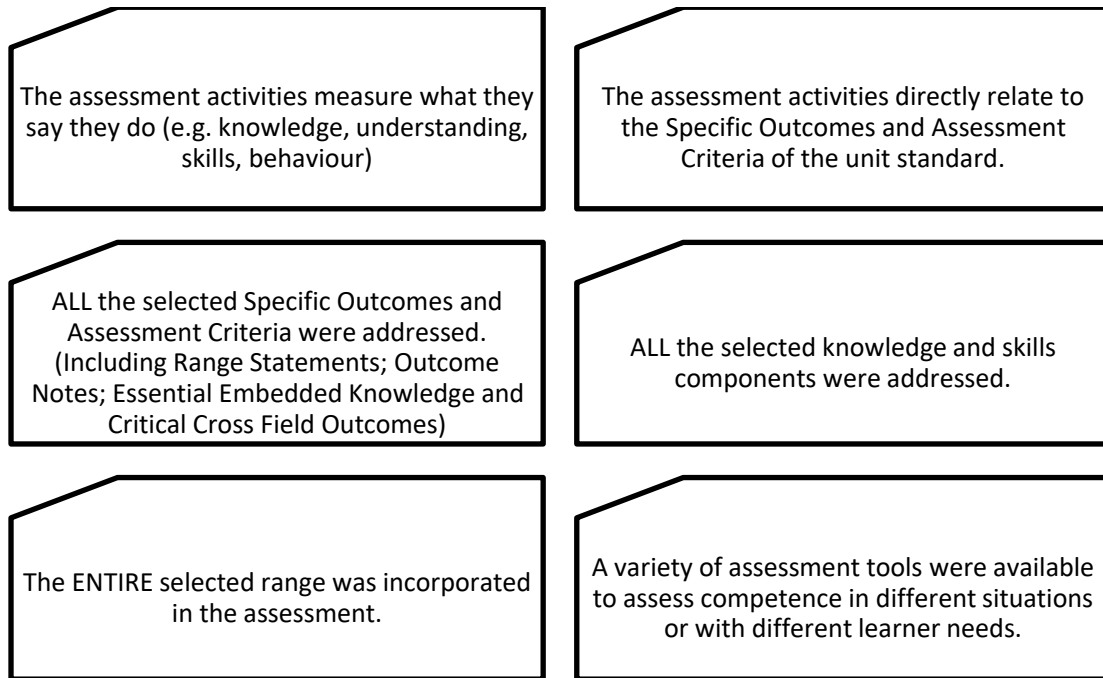 The assessment activities measure what they
say they do (e.g. knowledge, understanding,
skills, behaviour)
The assessment activities directly relate to
the Specific Outcomes and Assessment
Criteria of the unit standard.
ALL the selected Specific Outcomes and
Assessment Criteria were addressed.
(Including Range Statements; Outcome
Notes; Essential Embedded Knowledge and
Critical Cross Field Outcomes)
ALL the selected knowledge and skills
components were addressed.
The ENTIRE selected range was incorporated
in the assessment.
A variety of assessment tools were available
to assess competence in different situations
or with different learner needs.